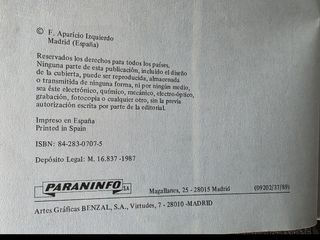 © F. Aparicio Izquierdo
Madrid (España)
Reservados los derechos para todos los países.
Ninguna parte de esta publicación, incluido el diseño
de la cubierta, puede ser reproducida, almacenada
o transmitida de ninguna forma, ni por ningún medio,
sea éste electrónico, químico, mecánico, electro-óptico,
grabación, fotocopia o cualquier otro, sin la previa
autorización escrita por parte de la editorial.
Impreso en España
Printed in Spain
ISBN: 84-283-0707-5
Depósito Legal: M. 16.837 -1987
PARANINFO SA
Magallanes, 25 - 28015 Madrid
(09202/37/89)
Artes Gráficas BENZAL, S.A., Virtudes, 7 - 28010 -MADRID